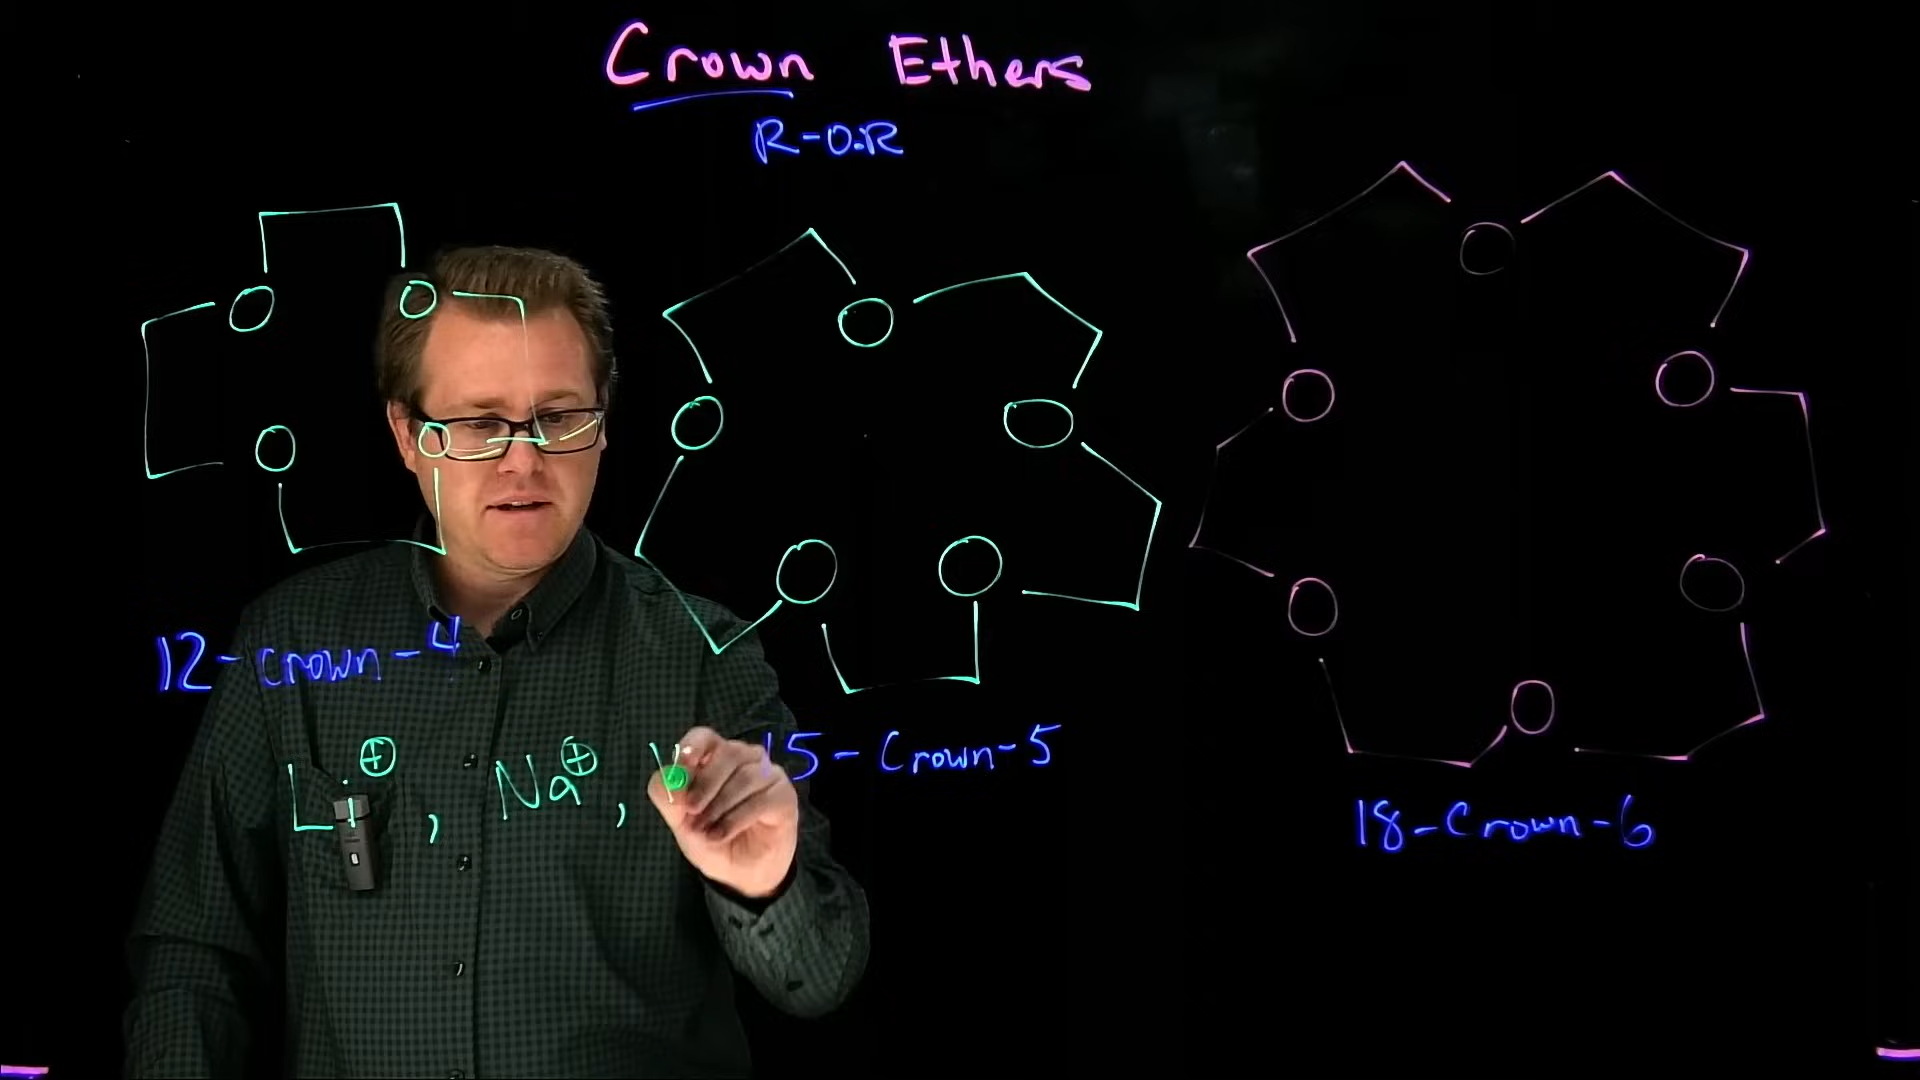 Crown Ethers
R-O-R
O O O O
O O O O O
O O O O O O
12-crown-4
15-Crown-5
18-Crown-6
Li⊕, Na⊕,